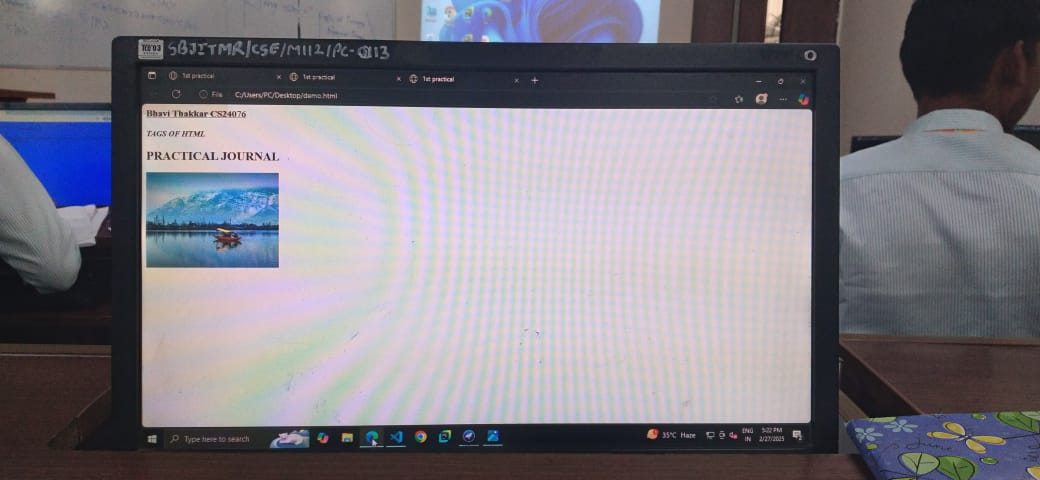 SBJITMR/CSE/M112/PC-0113
1st practical
1st practical
1st practical
File C:/Users/PC/Desktop/demo.html
Bhavi Thakkar CS24076
TAGS OF HTML
PRACTICAL JOURNAL
Type here to search
35°C Haze
ENG
IN
5:22 PM
2/27/2025